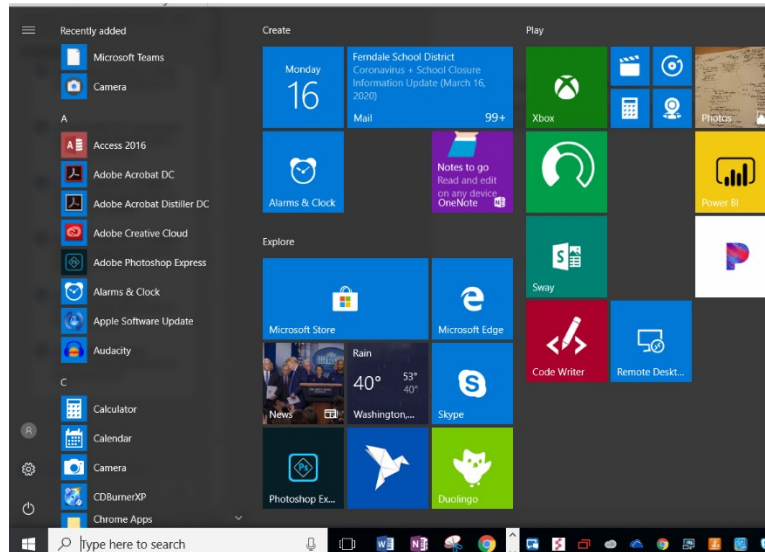 Recently added
Microsoft Teams
Camera
A
Access 2016
Adobe Acrobat DC
Adobe Acrobat Distiller DC
Adobe Creative Cloud
Adobe Photoshop Express
Alarms & Clock
Apple Software Update
Audacity
C
Calculator
Calendar
Camera
CDBurnerXP
Chrome Apps
Type here to search
Create
Monday
16
Ferndale School District
Coronavirus + School Closure
Information Update (March 16,
2020)
Mail 99+
Alarms & Clock
Notes to go
Read and edit
on any device
OneNote
Explore
Microsoft Store
Microsoft Edge
News
Rain
40° 53°
40°
Washington,...
Skype
Photoshop Ex...
Duolingo
Play
Xbox
Photos
Power BI
Sway
Code Writer
Remote Deskt...